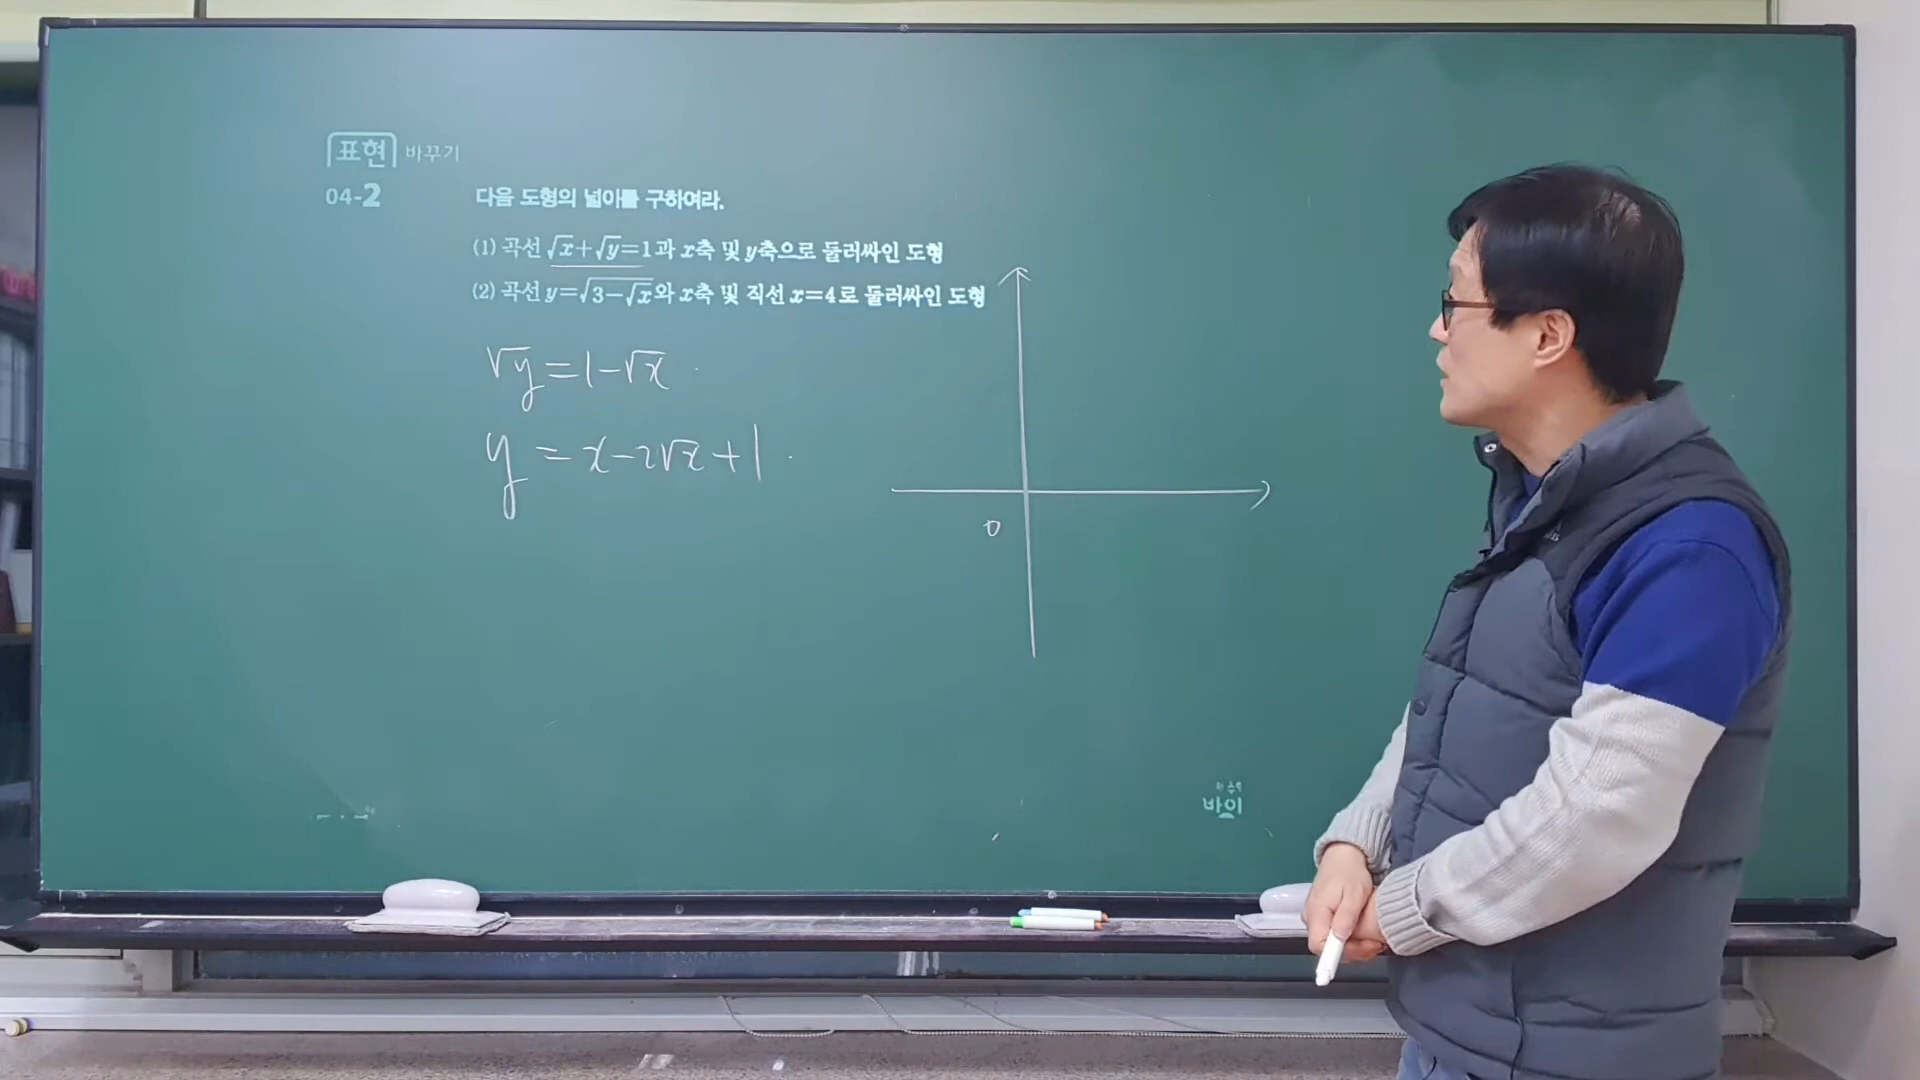 표현 바꾸기
04-2 다음 도형의 넓이를 구하여라.
(1) 곡선 √x+√y=1과 x축 및 y축으로 둘러싸인 도형
(2) 곡선 y=√(3-√x)와 x축 및 직선 x=4로 둘러싸인 도형
√y=1-√x
y=x-2√x+1
0
바이